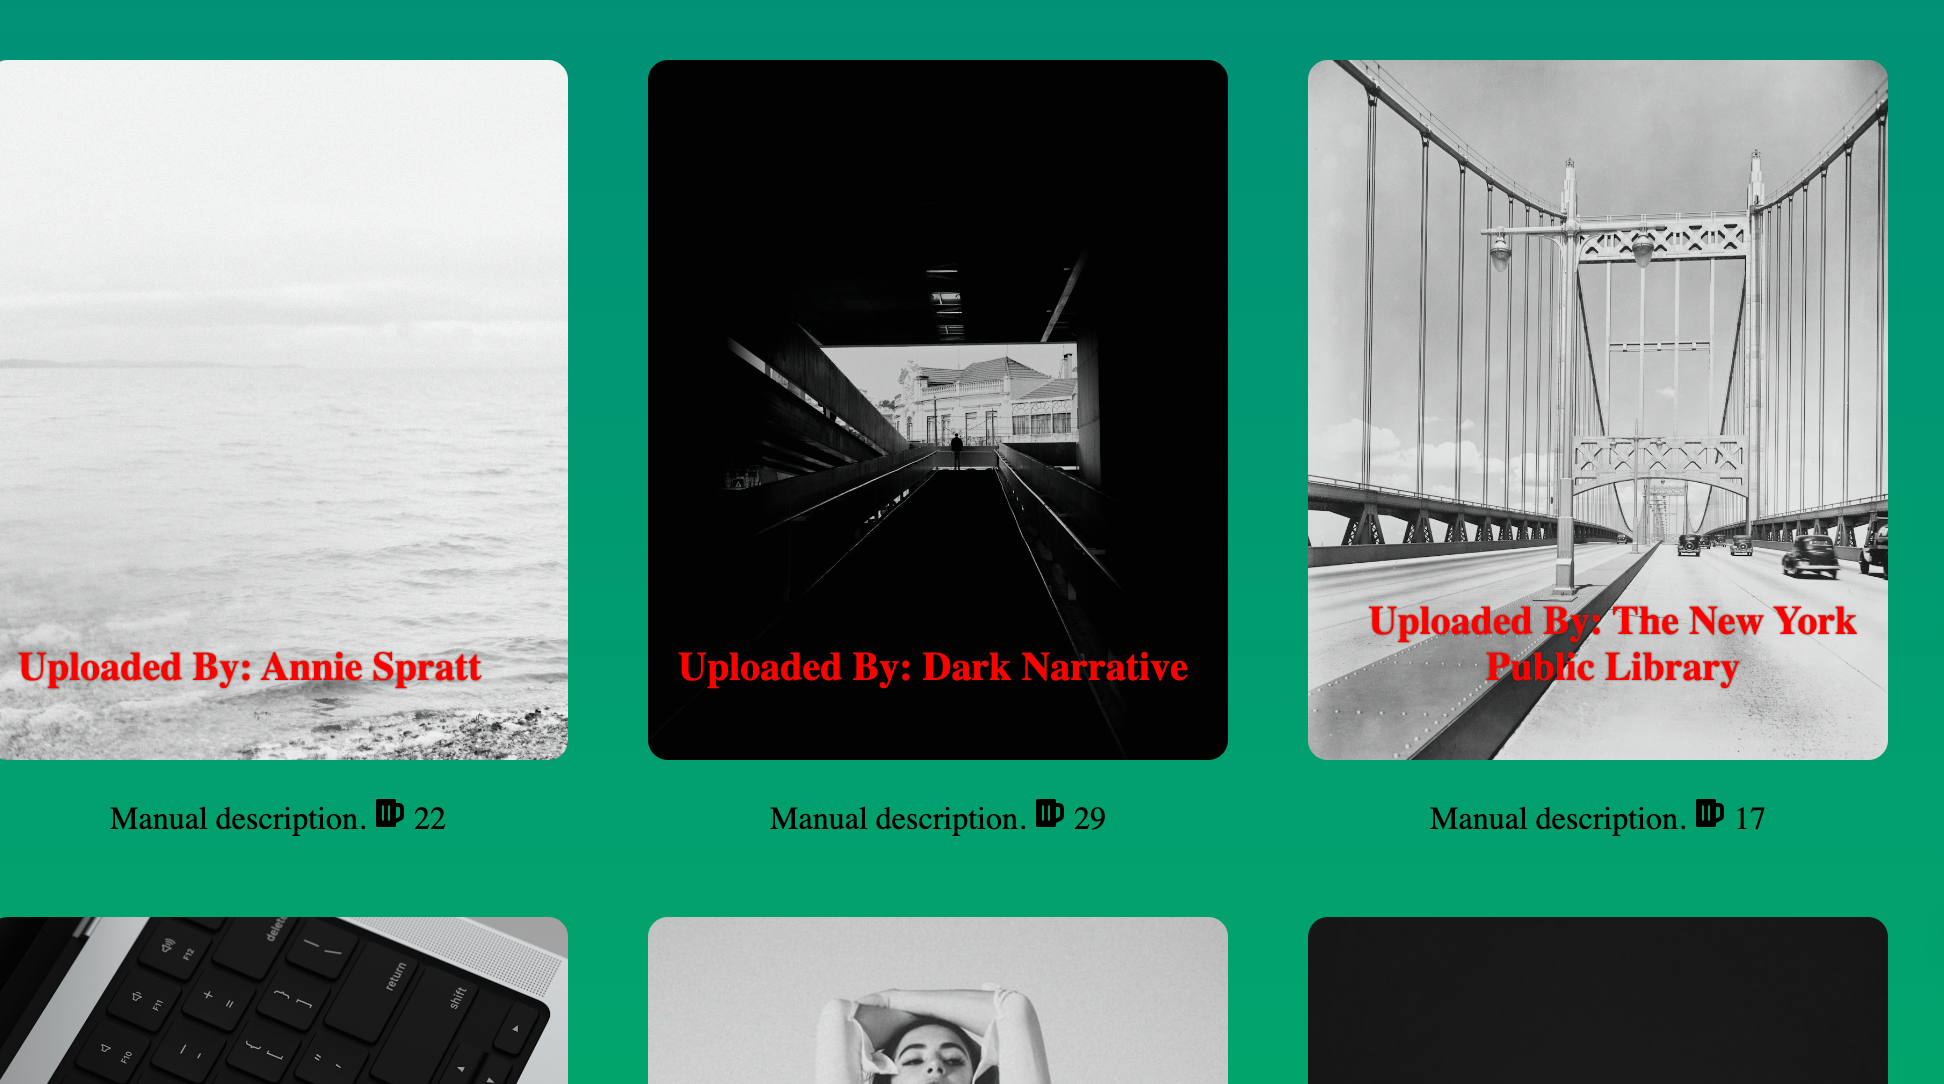 Uploaded By: Annie Spratt
Uploaded By: Dark Narrative
Uploaded By: The New York
Public Library
Manual description. 22
Manual description. 29
Manual description. 17
delete
F12
return
F11
+ =
} ]
shift
F10
{ [